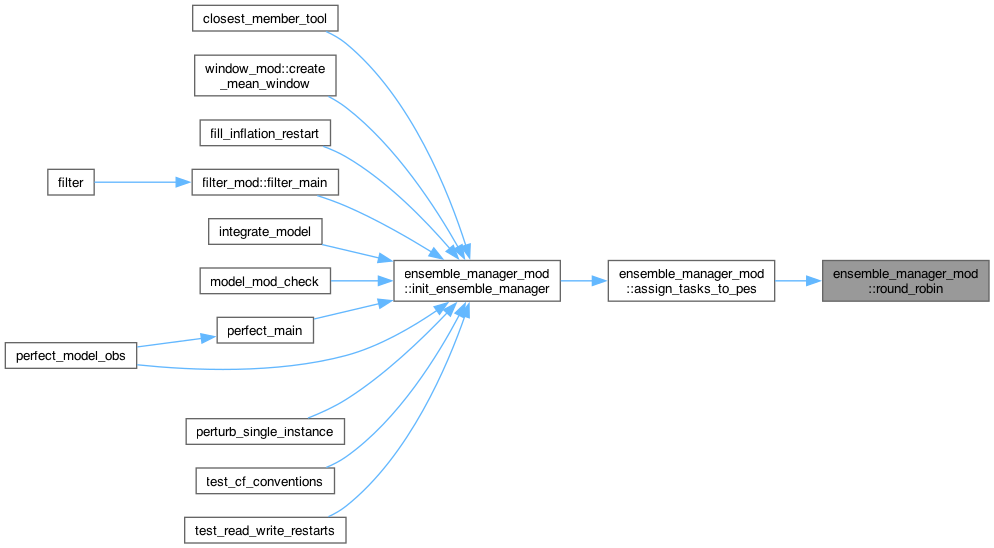 closest_member_tool
window_mod::create
_mean_window
fill_inflation_restart
filter
filter_mod::filter_main
integrate_model
model_mod_check
ensemble_manager_mod
::init_ensemble_manager
ensemble_manager_mod
::assign_tasks_to_pes
ensemble_manager_mod
::round_robin
perfect_main
perfect_model_obs
perturb_single_instance
test_cf_conventions
test_read_write_restarts